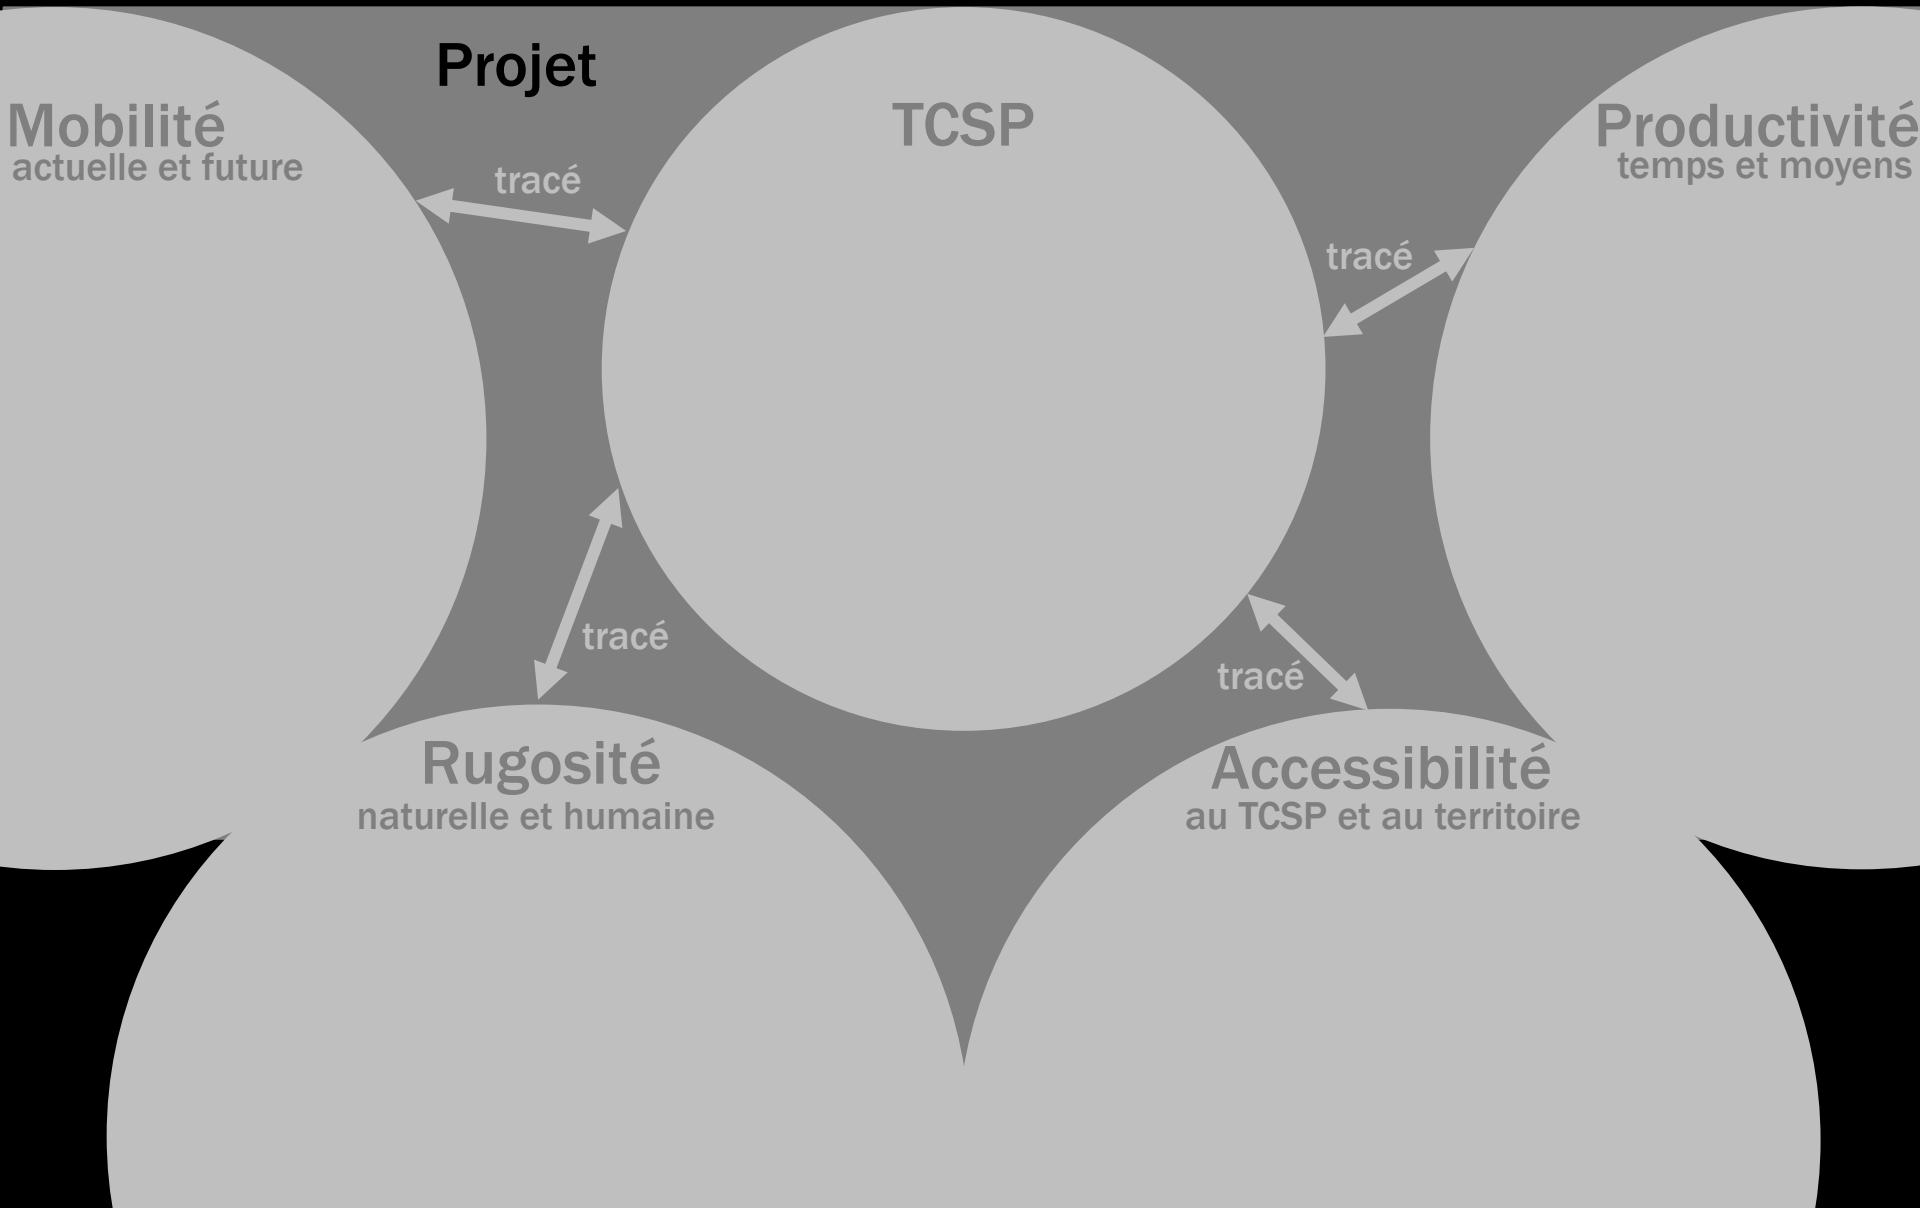 Projet
Mobilité
actuelle et future
TCSP
Productivité
temps et moyens
tracé
tracé
tracé
tracé
Rugosité
naturelle et humaine
Accessibilité
au TCSP et au territoire